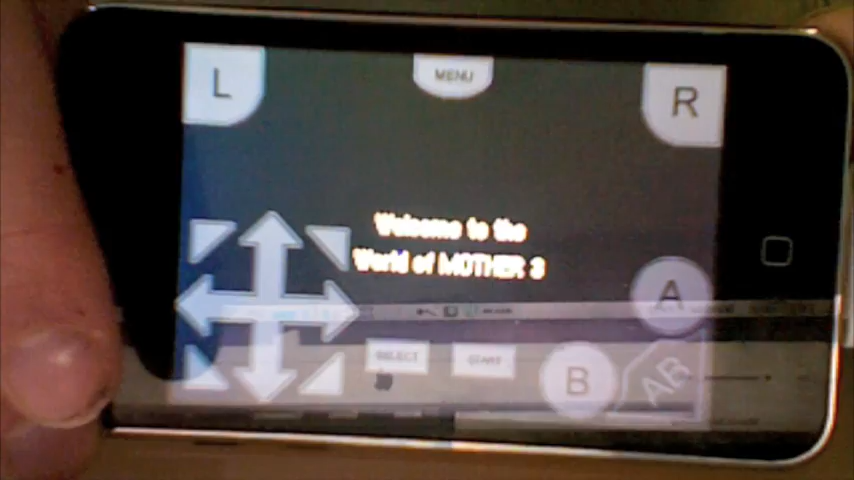 L
MENU
R
Welcome to the
World of MOTHER 3
A
SELECT
START
B
AB